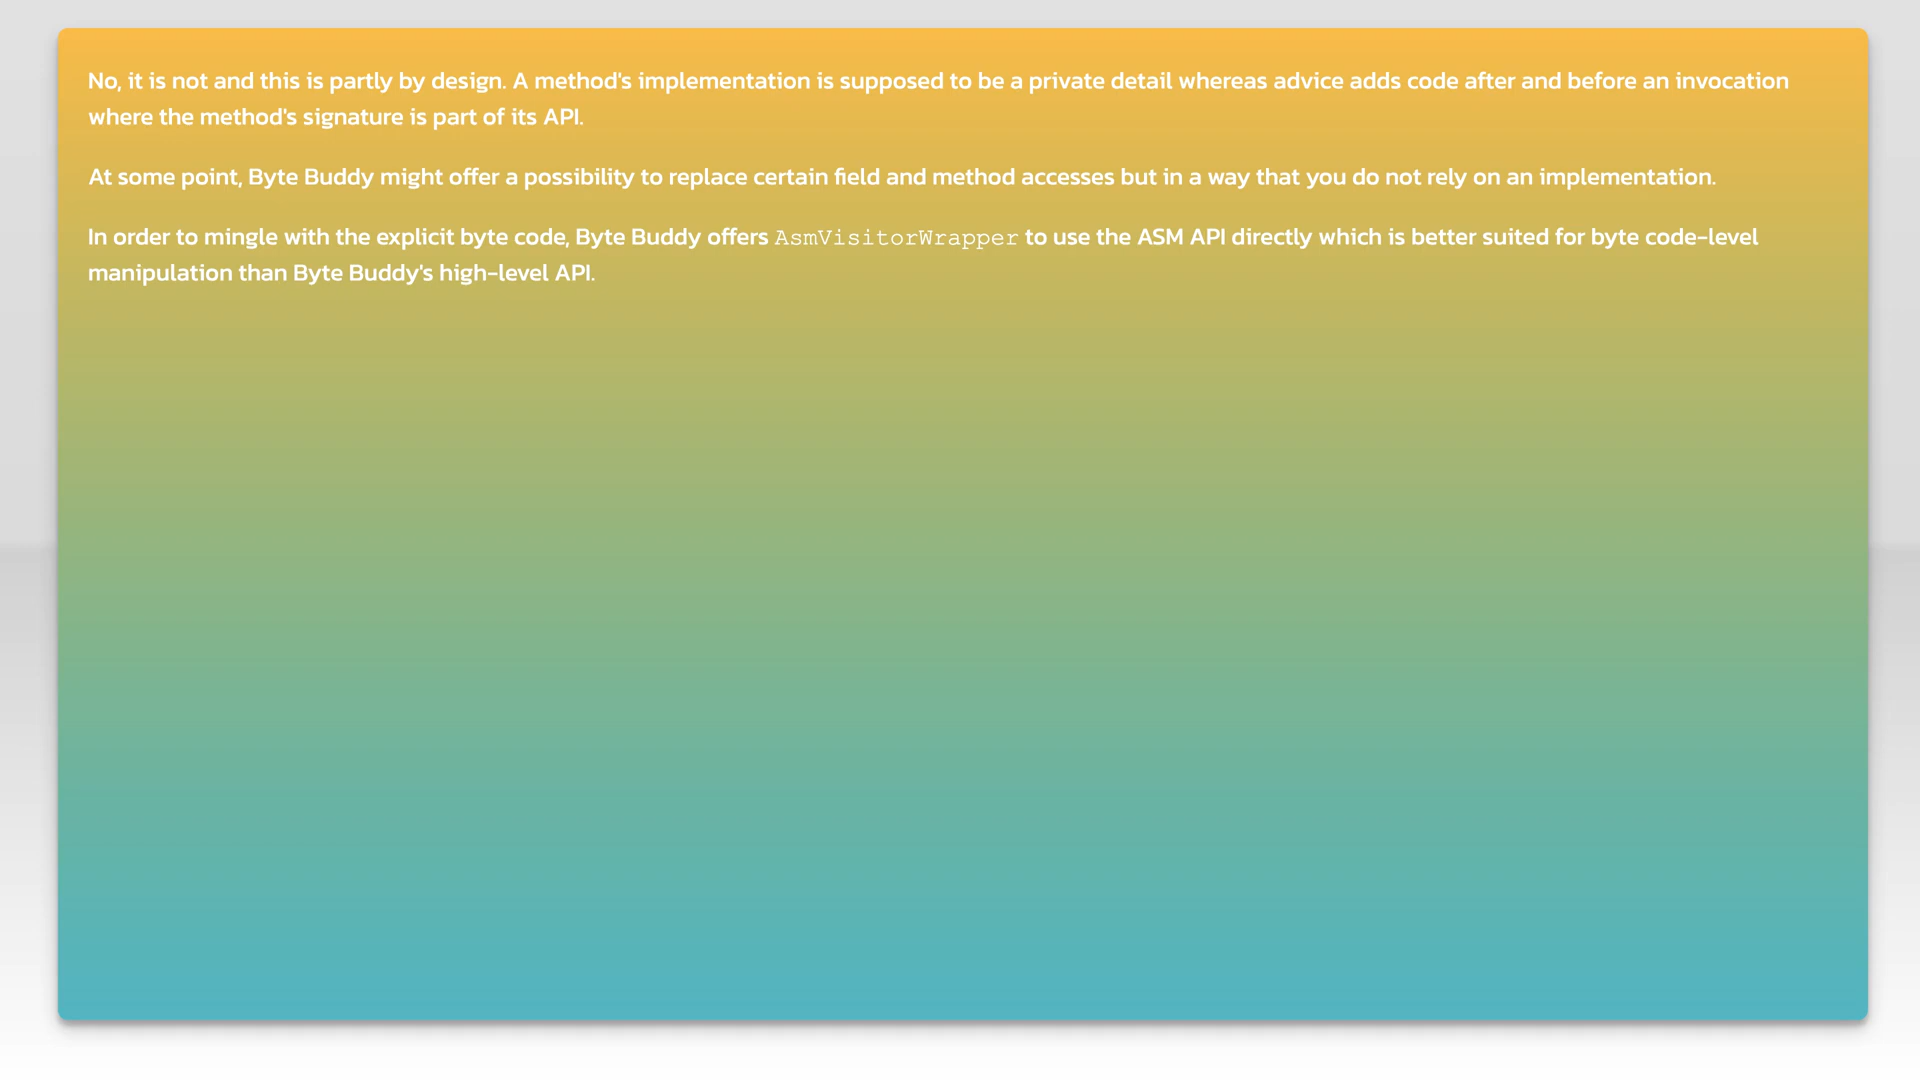 No, it is not and this is partly by design. A method's implementation is supposed to be a private detail whereas advice adds code after and before an invocation
where the method's signature is part of its API.
At some point, Byte Buddy might offer a possibility to replace certain field and method accesses but in a way that you do not rely on an implementation.
In order to mingle with the explicit byte code, Byte Buddy offers AsmVisitorWrapper to use the ASM API directly which is better suited for byte code-level
manipulation than Byte Buddy's high-level API.